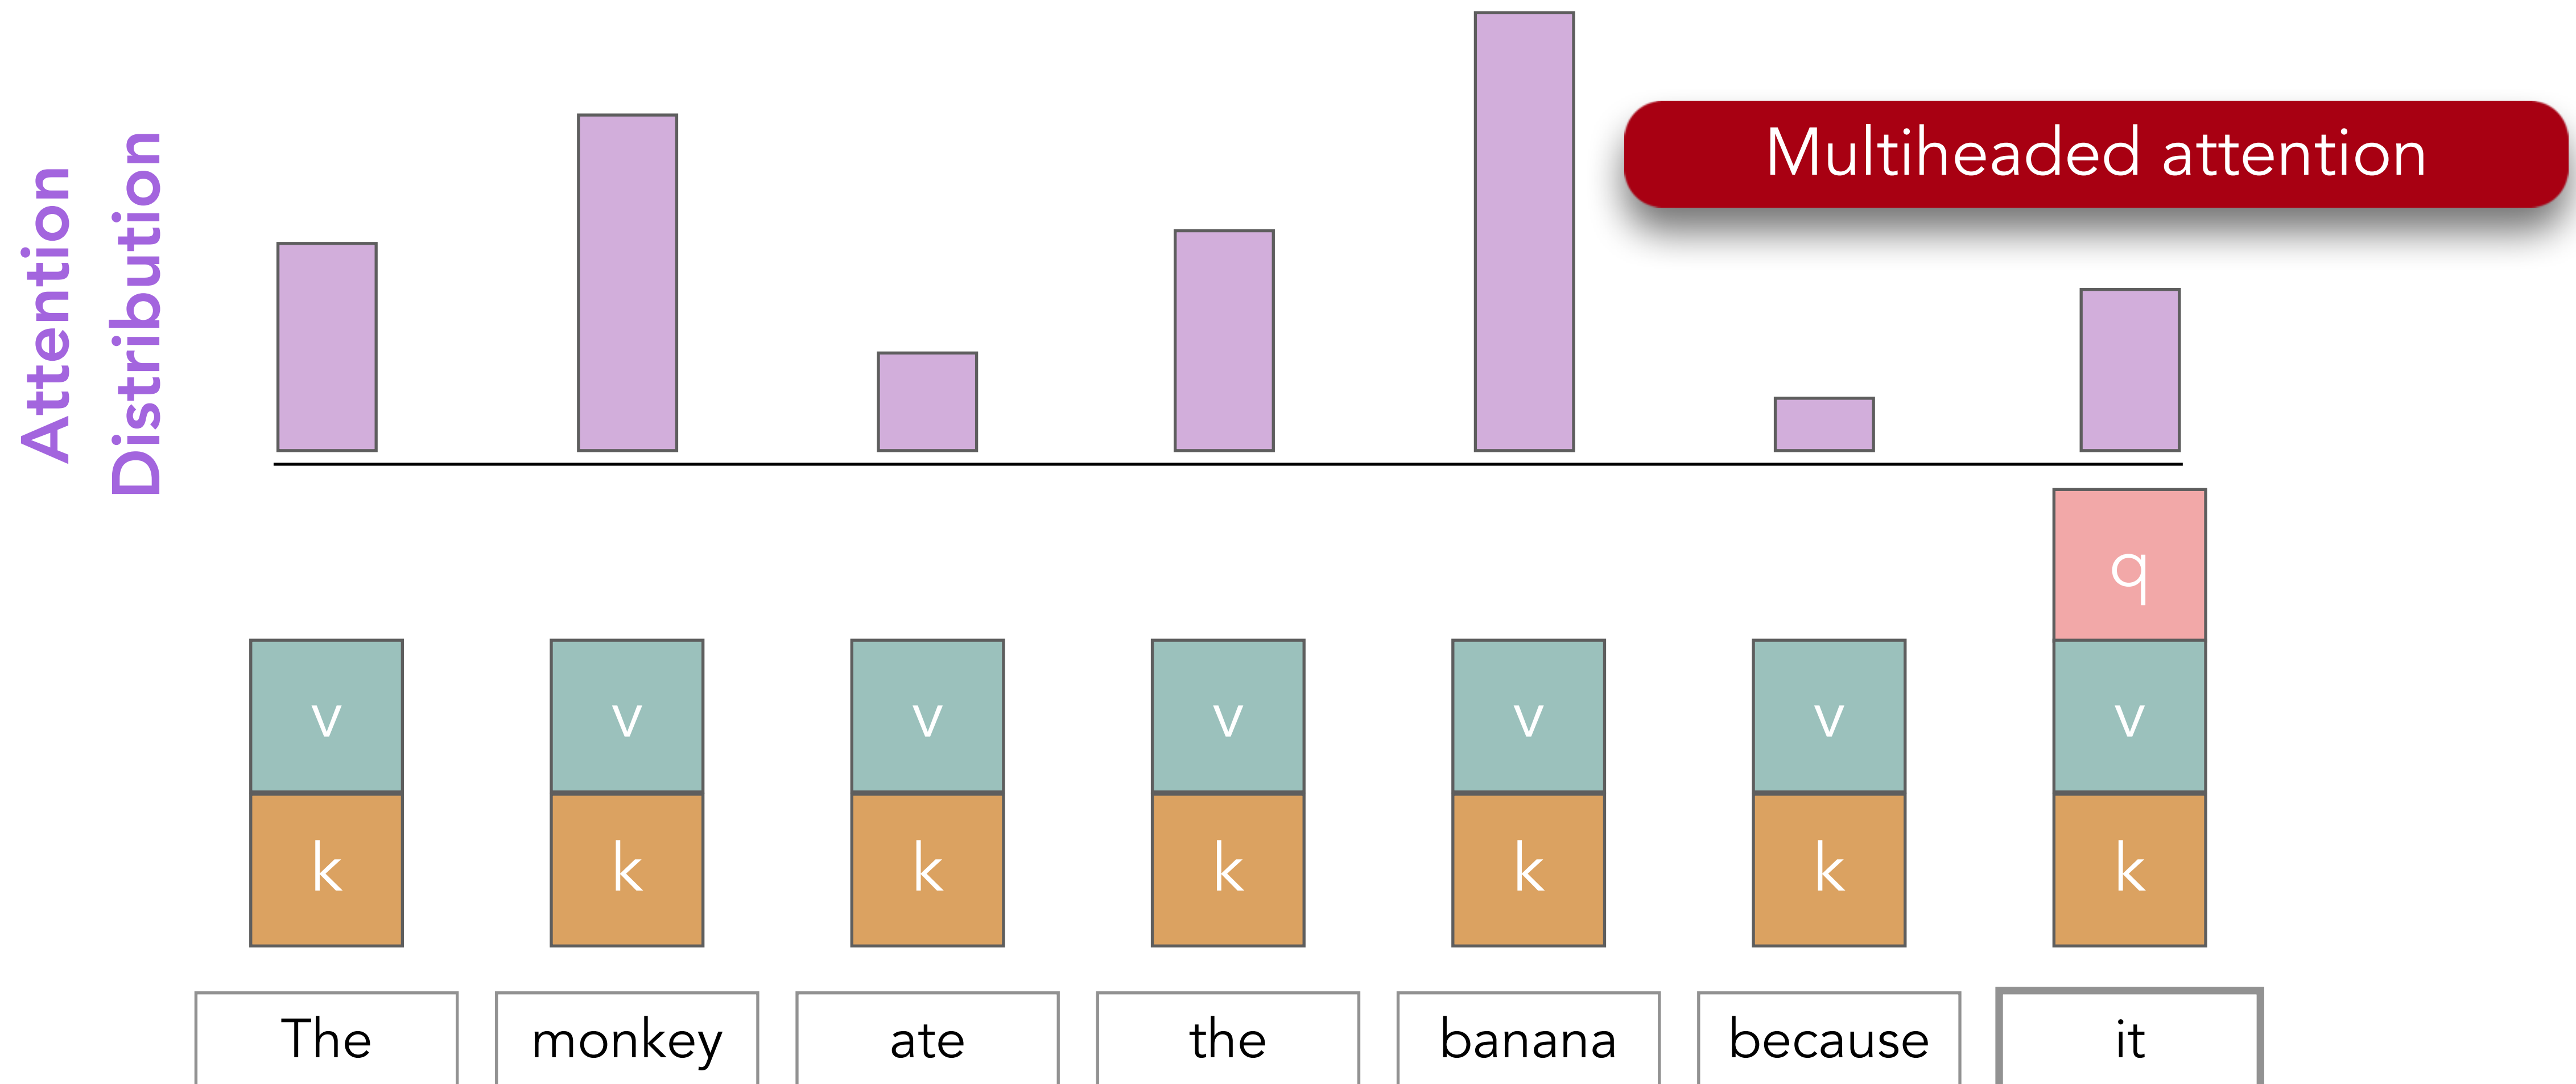 Attention
Distribution
Multiheaded attention
q
v v v v v v v
k k k k k k k
The monkey ate the banana because it